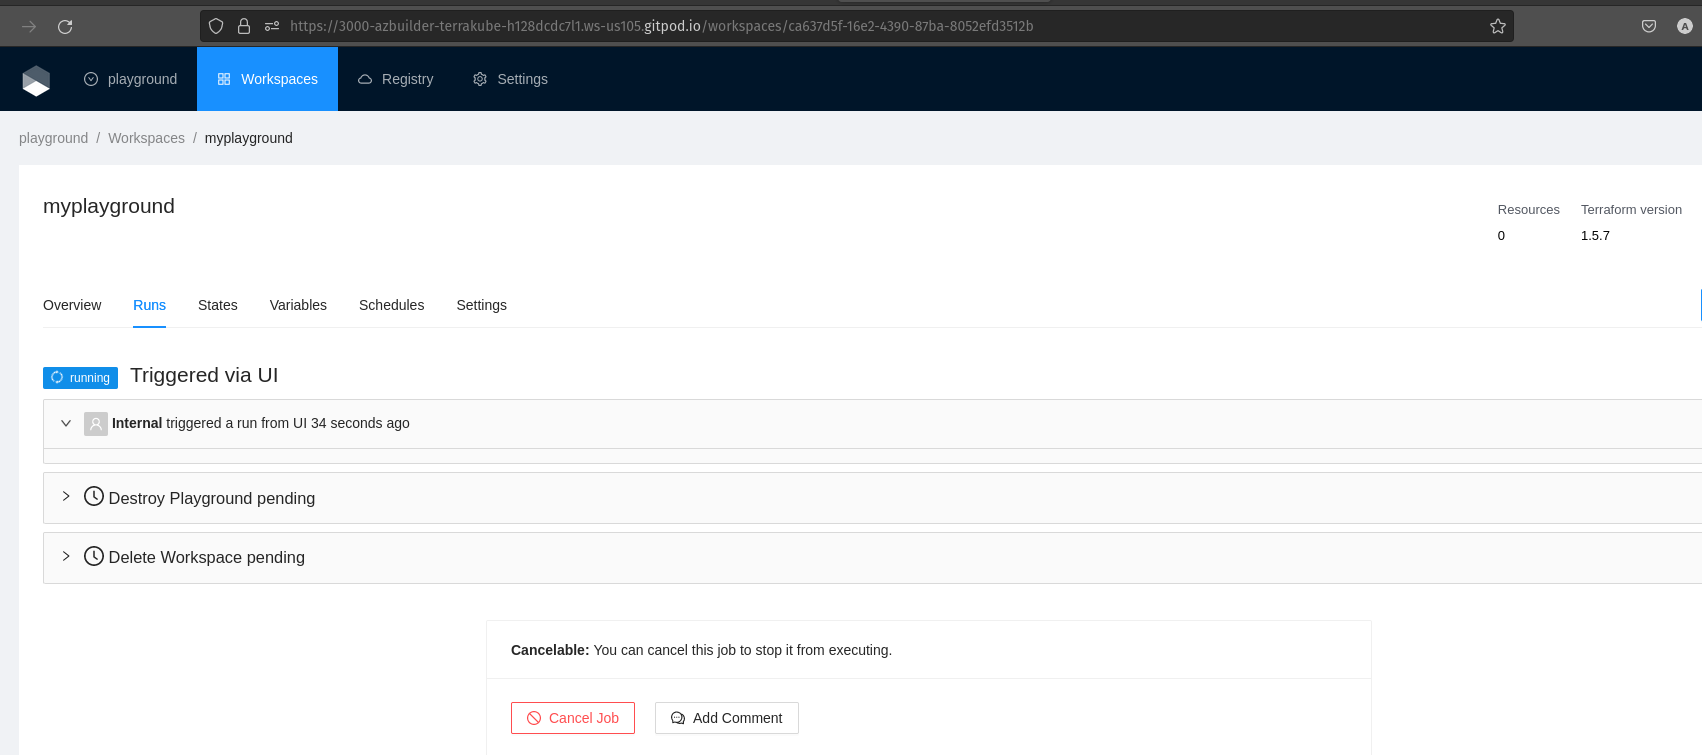 https://3000-azbuilder-terrakube-h128dcdc7l1.ws-us105.gitpod.io/workspaces/ca637d5f-16e2-4390-87ba-8052efd3512b
A
playground Workspaces Registry Settings
playground / Workspaces / myplayground
myplayground
Resources Terraform version
0 1.5.7
Overview Runs States Variables Schedules Settings
running Triggered via UI
Internal triggered a run from UI 34 seconds ago
Destroy Playground pending
Delete Workspace pending
Cancelable: You can cancel this job to stop it from executing.
Cancel Job Add Comment